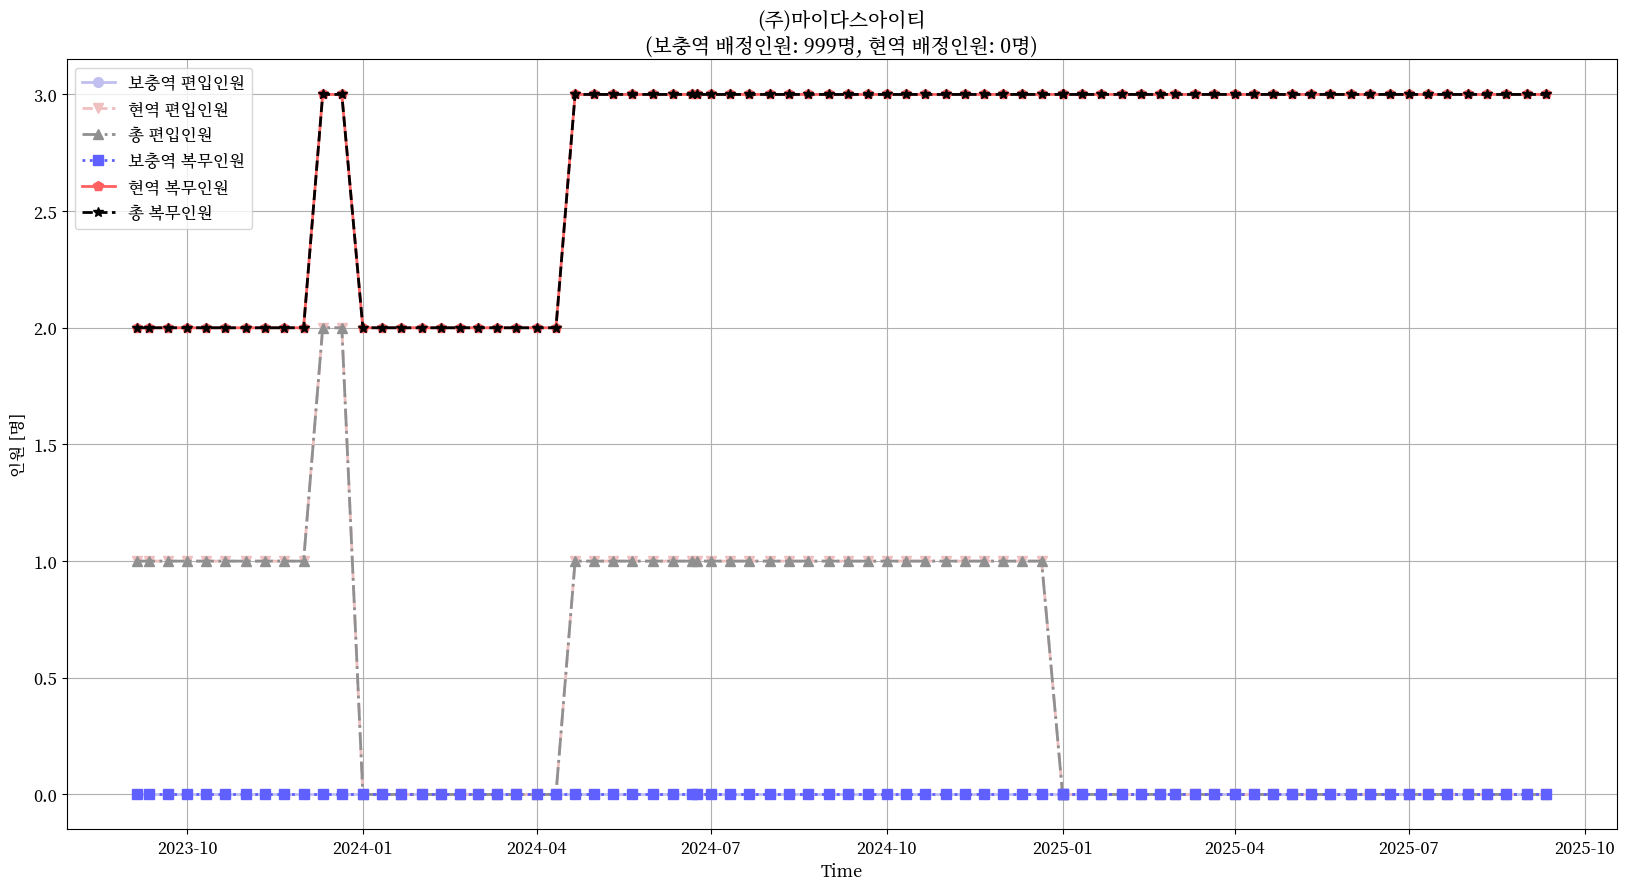 (주)마이다스아이티
(보충역 배정인원: 999명, 현역 배정인원: 0명)
보충역 편입인원
현역 편입인원
총 편입인원
보충역 복무인원
현역 복무인원
총 복무인원
인원 [명]
3.0
2.5
2.0
1.5
1.0
0.5
0.0
2023-10
2024-01
2024-04
2024-07
2024-10
2025-01
2025-04
2025-07
2025-10
Time